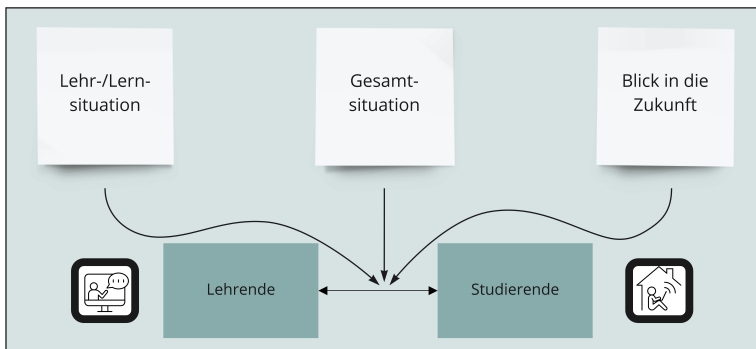 Lehr-/Lern-
situation
Gesamt-
situation
Blick in die
Zukunft
Lehrende
Studierende